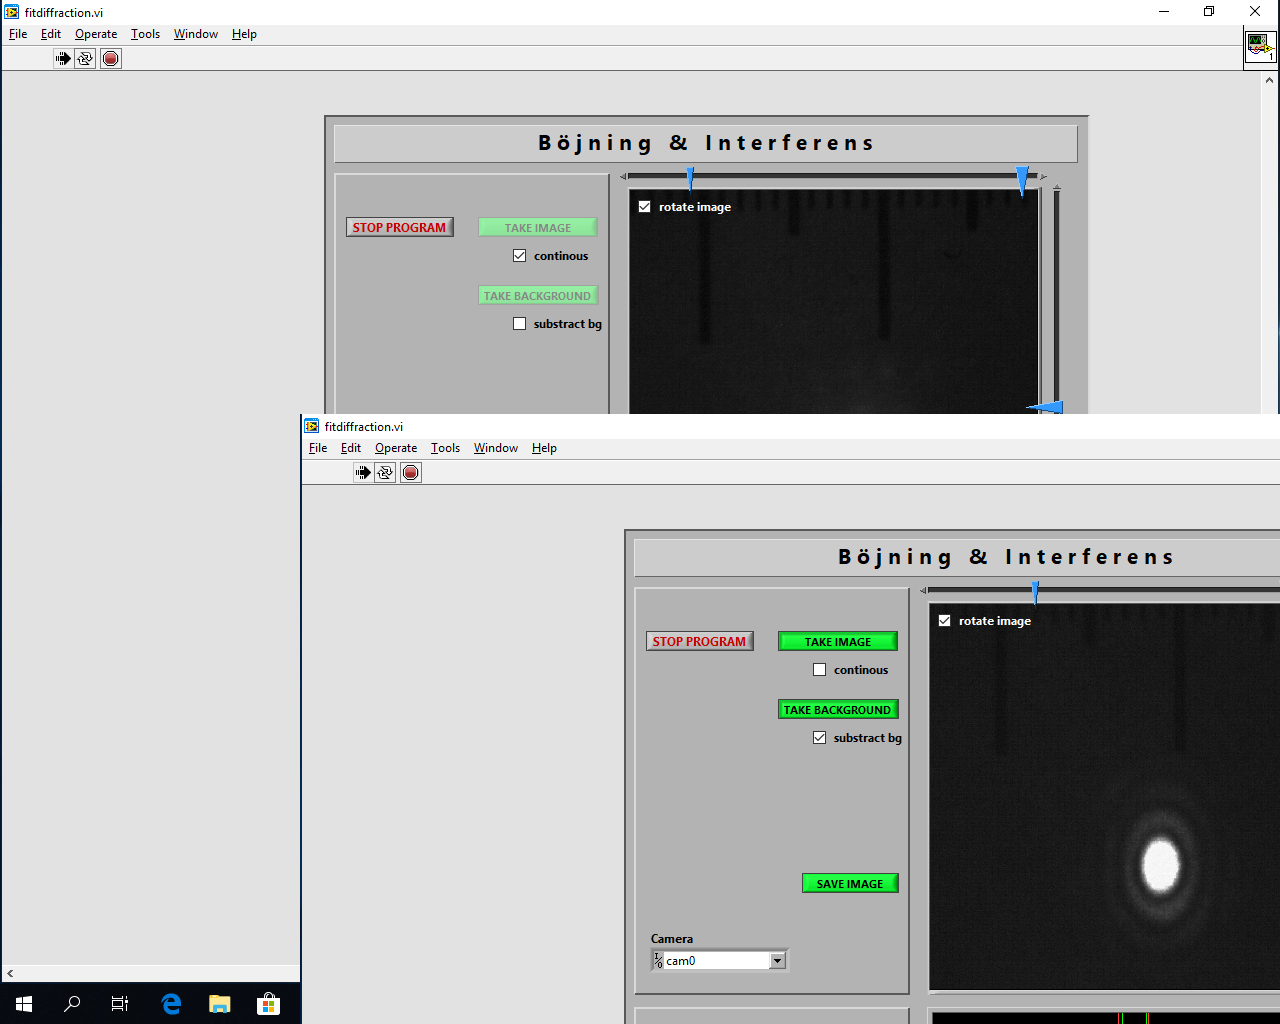 fitdiffraction.vi
File Edit Operate Tools Window Help
1
Böjning & Interferens
rotate image
STOP PROGRAM TAKE IMAGE
continous
TAKE BACKGROUND
substract bg
fitdiffraction.vi
File Edit Operate Tools Window Help
Böjning & Interferens
rotate image
STOP PROGRAM TAKE IMAGE
continous
TAKE BACKGROUND
substract bg
SAVE IMAGE
Camera
I/0 cam0